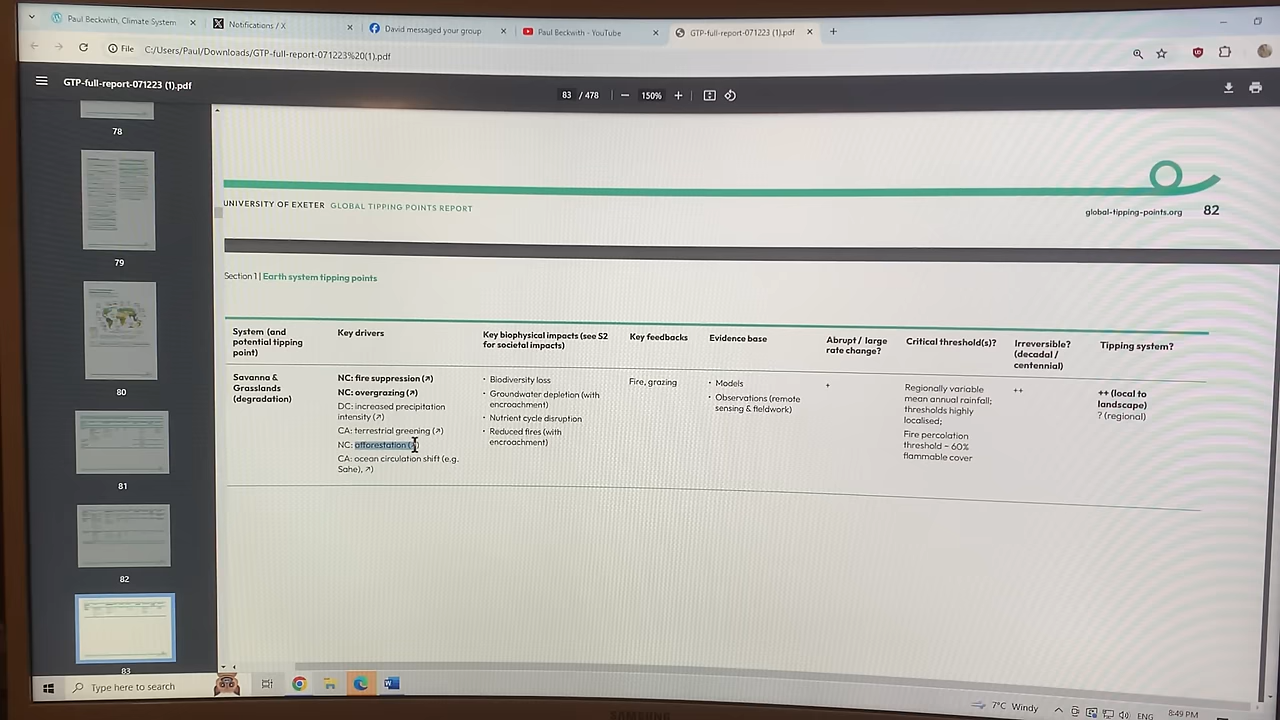 Paul Beckwith, Climate System
Notifications / X
David messaged your group
Paul Beckwith - YouTube
GTP-full-report-071223 (1).pdf
File C:/Users/Paul/Downloads/GTP-full-report-071223%20(1).pdf
GTP-full-report-071223 (1).pdf
83 / 478
150%
78
79
80
81
82
83
UNIVERSITY OF EXETER GLOBAL TIPPING POINTS REPORT
global-tipping-points.org 82
Section 1 | Earth system tipping points
System (and
potential tipping
point)
Key drivers
Key biophysical impacts (see S2
for societal impacts)
Key feedbacks
Evidence base
Abrupt / large
rate change?
Critical threshold(s)?
Irreversible?
(decadal /
centennial)
Tipping system?
Savanna &
Grasslands
(degradation)
NC: fire suppression (↗)
NC: overgrazing (↗)
DC: increased precipitation
intensity (↗)
CA: terrestrial greening (↗)
NC: afforestation (↗)
CA: ocean circulation shift (e.g.
Sahel, ↗)
• Biodiversity loss
• Groundwater depletion (with
encroachment)
• Nutrient cycle disruption
• Reduced fires (with
encroachment)
Fire, grazing
• Models
• Observations (remote
sensing & fieldwork)
+
Regionally variable
mean annual rainfall;
thresholds highly
localised;
Fire percolation
threshold ~ 60%
flammable cover
++
++ (local to
landscape)
? (regional)
Type here to search
7°C Windy
ENG
8:49 PM
SAMSUNG